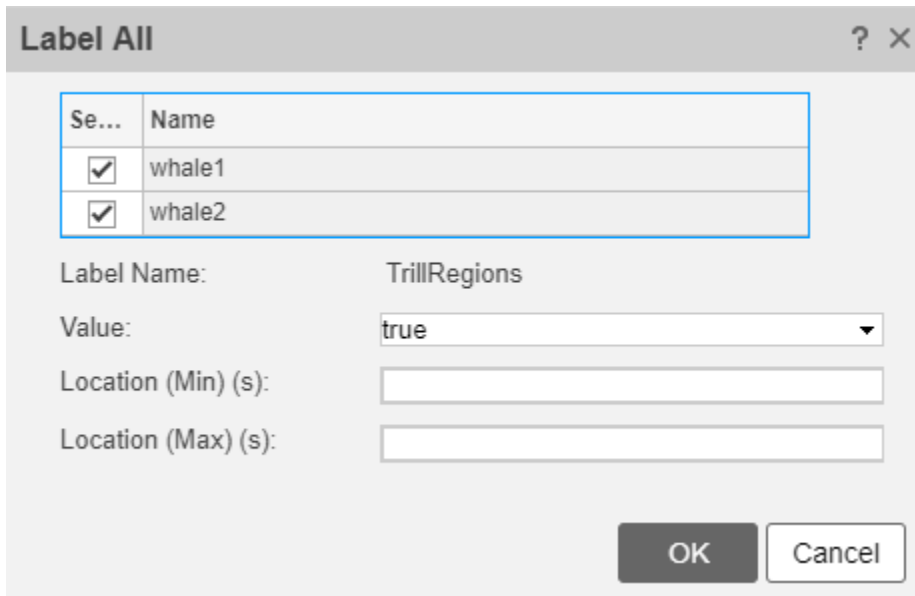 Label All ? ×
Se... Name
whale1
whale2
Label Name: TrillRegions
Value: true
Location (Min) (s):
Location (Max) (s):
OK Cancel